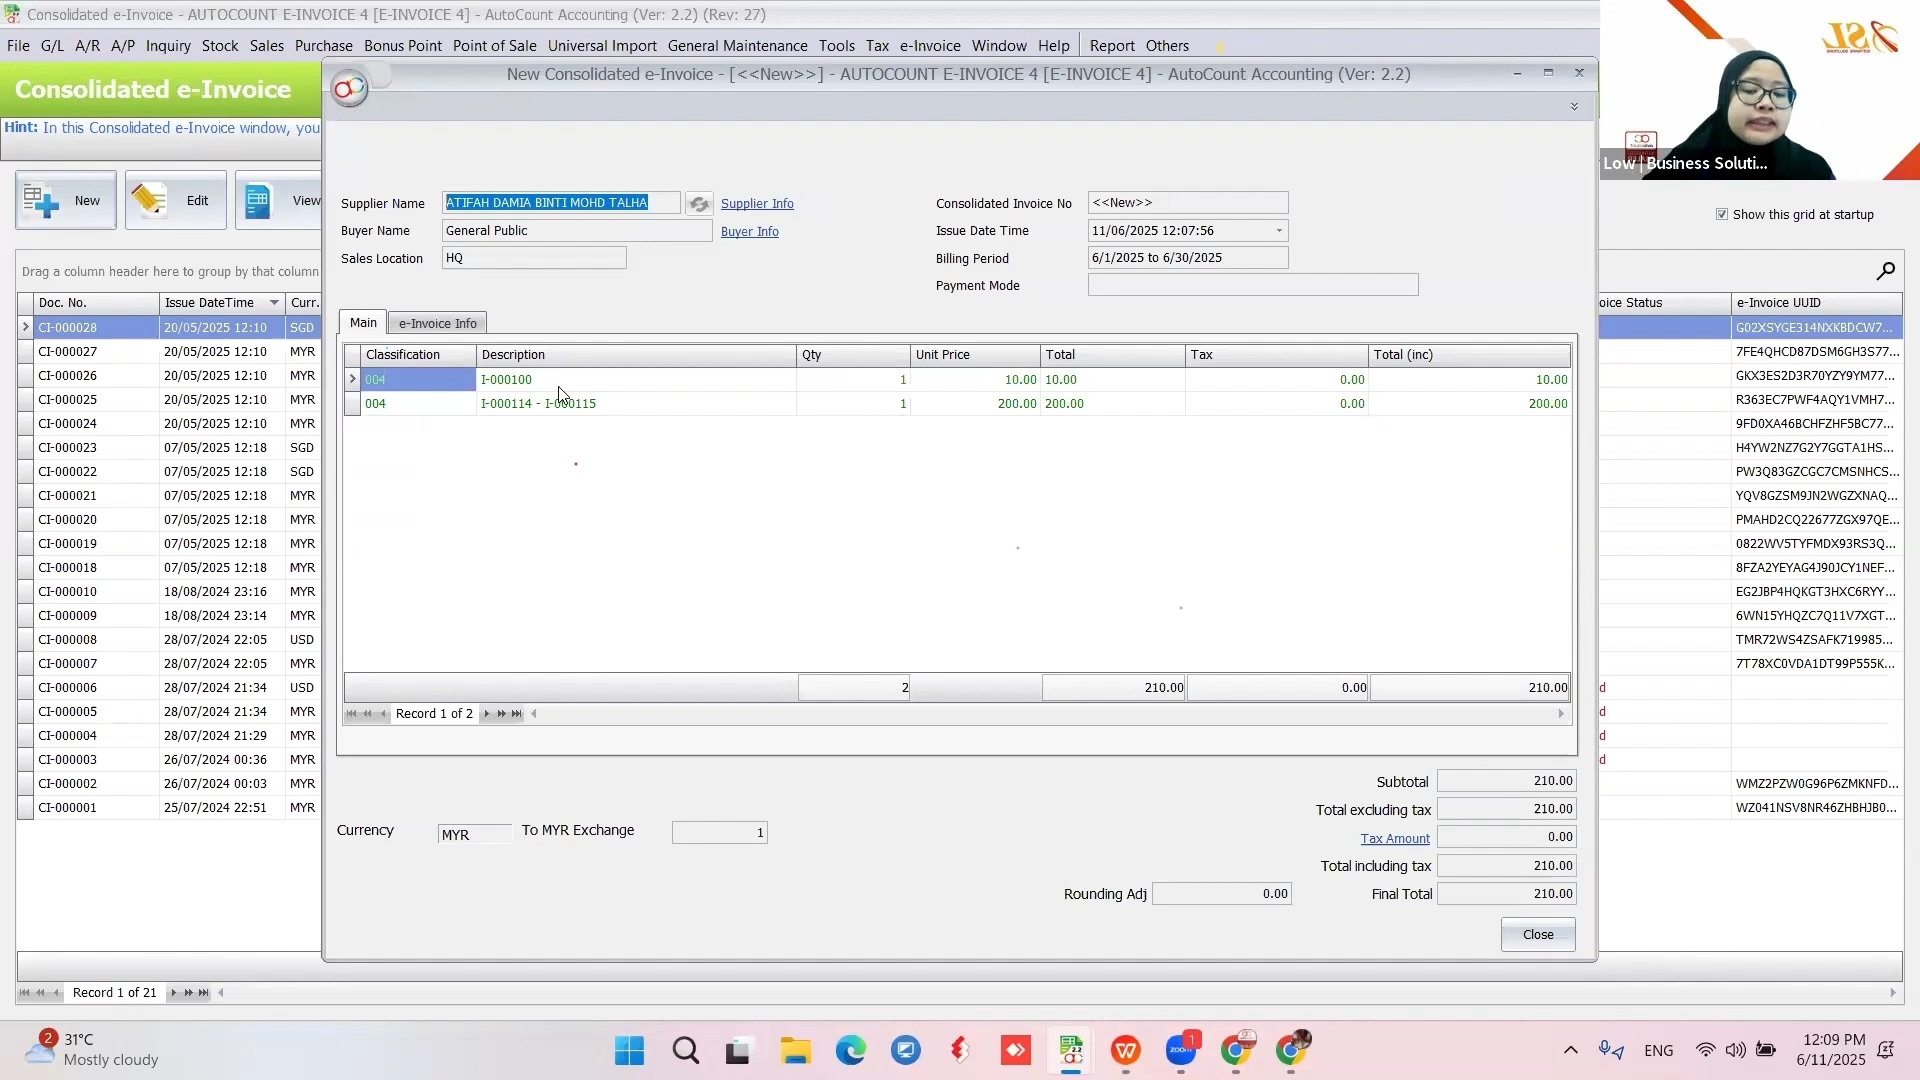 Consolidated e-Invoice - AUTOCOUNT E-INVOICE 4 [E-INVOICE 4] - AutoCount Accounting (Ver: 2.2) (Rev: 27)
File G/L A/R A/P Inquiry Stock Sales Purchase Bonus Point Point of Sale Universal Import General Maintenance Tools Tax e-Invoice Window Help Report Others
Consolidated e-Invoice
Hint: In this Consolidated e-Invoice window, you
New Edit View
Show this grid at startup
Low | Business Soluti...
Drag a column header here to group by that column
Doc. No. Issue DateTime Curr. oice Status e-Invoice UUID
CI-000028 20/05/2025 12:10 SGD G02XSYGE314NXKBDCW7...
CI-000027 20/05/2025 12:10 MYR 7FE4QHCD87DSM6GH3S77...
CI-000026 20/05/2025 12:10 MYR GKX3ES2D3R70YZY9YM77...
CI-000025 20/05/2025 12:10 MYR R363EC7PWF4AQY1VMH7...
CI-000024 20/05/2025 12:10 MYR 9FD0XA46BCHFZHF5BC77...
CI-000023 07/05/2025 12:18 SGD H4YW2NZ7G2Y7GGTA1HS...
CI-000022 07/05/2025 12:18 SGD PW3Q83GZCGC7CMSNHCS...
CI-000021 07/05/2025 12:18 MYR YQV8GZSM9JN2WGZXNAQ...
CI-000020 07/05/2025 12:18 MYR PMAHD2CQ22677ZGX97QE...
CI-000019 07/05/2025 12:18 MYR 0822WV5TYFMDX93RS3Q...
CI-000018 07/05/2025 12:18 MYR 8FZA2YEYAG4J90JCY1NEF...
CI-000010 18/08/2024 23:16 MYR EG2JBP4HQKGT3HXC6RYY...
CI-000009 18/08/2024 23:14 MYR 6WN15YHQZC7Q11V7XGT...
CI-000008 28/07/2024 22:05 USD TMR72WS4ZSAFK719985...
CI-000007 28/07/2024 22:05 MYR 7T78XC0VDA1DT99P555K...
CI-000006 28/07/2024 21:34 USD d
CI-000005 28/07/2024 21:34 MYR d
CI-000004 28/07/2024 21:29 MYR d
CI-000003 26/07/2024 00:36 MYR d
CI-000002 26/07/2024 00:03 MYR WMZ2PZW0G96P6ZMKNFD...
CI-000001 25/07/2024 22:51 MYR WZ041NSV8NR46ZHBHJB0...
Record 1 of 21
New Consolidated e-Invoice - [<<New>>] - AUTOCOUNT E-INVOICE 4 [E-INVOICE 4] - AutoCount Accounting (Ver: 2.2)
Supplier Name ATIFAH DAMIA BINTI MOHD TALHA Supplier Info
Buyer Name General Public Buyer Info
Sales Location HQ
Consolidated Invoice No <<New>>
Issue Date Time 11/06/2025 12:07:56
Billing Period 6/1/2025 to 6/30/2025
Payment Mode
Main e-Invoice Info
Classification Description Qty Unit Price Total Tax Total (inc)
004 I-000100 1 10.00 10.00 0.00 10.00
004 I-000114 - I-000115 1 200.00 200.00 0.00 200.00
2 210.00 0.00 210.00
Record 1 of 2
Subtotal 210.00
Total excluding tax 210.00
Currency MYR To MYR Exchange 1
Tax Amount 0.00
Total including tax 210.00
Rounding Adj 0.00 Final Total 210.00
Close
2 31°C
Mostly cloudy
zoom 1
ENG
12:09 PM
6/11/2025